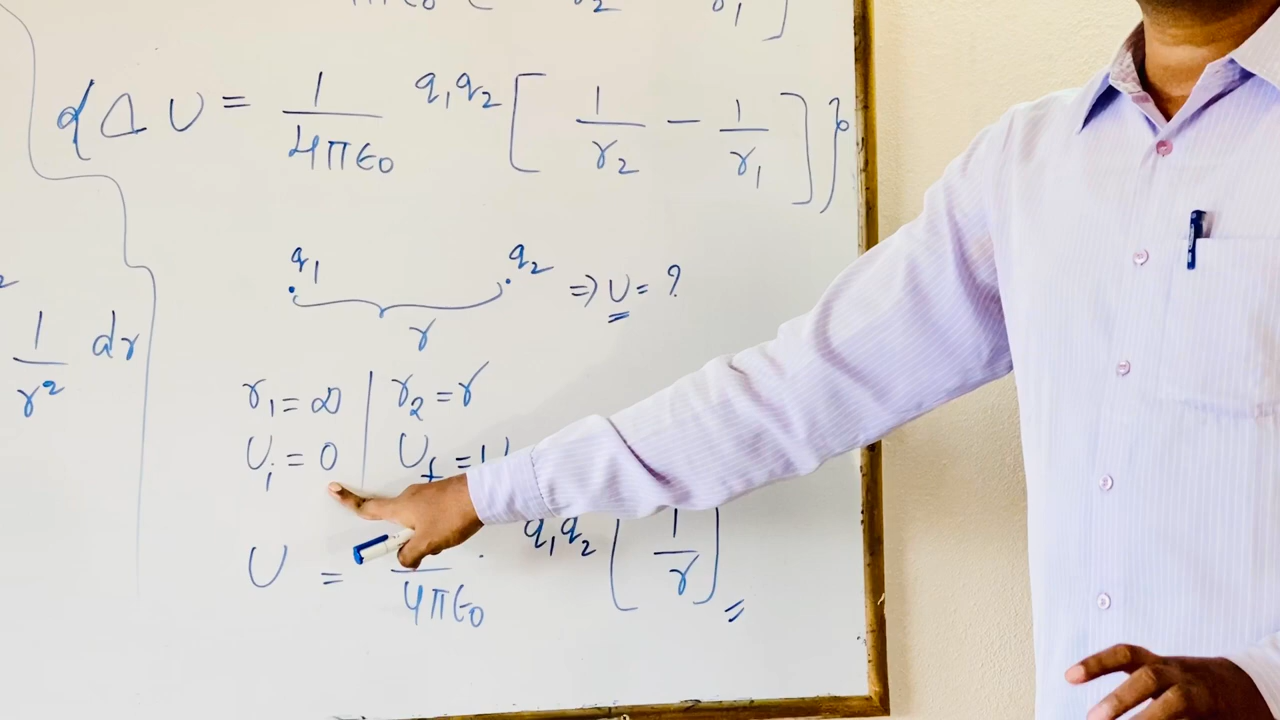 {ΔU = 1/4πϵ₀ q₁q₂ [1/r₂ − 1/r₁]}
q₁ q₂ ⇒ U = ?
r
1/r² dr
r₁ = ∞ | r₂ = r
Uᵢ = 0 | U_f = U
U = /4πϵ₀ · q₁q₂ [1/r]